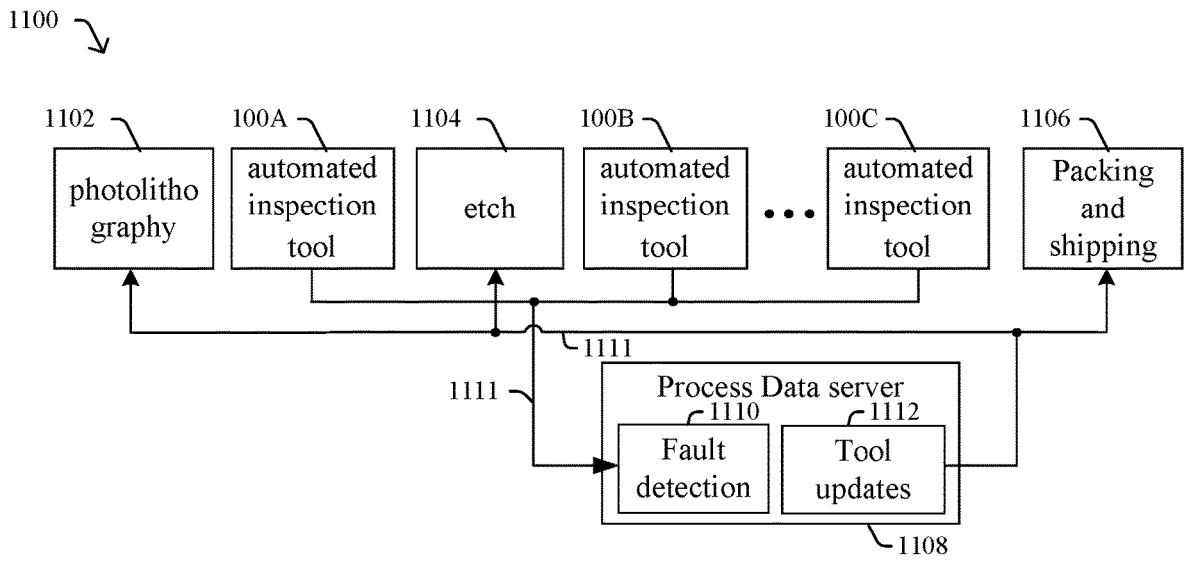 1100
1102
100A
1104
100B
100C
1106
photolitho
graphy
automated
inspection
tool
etch
automated
inspection
tool
automated
inspection
tool
Packing
and
shipping
1111
1111
Process Data server
1110
1112
Fault
detection
Tool
updates
1108